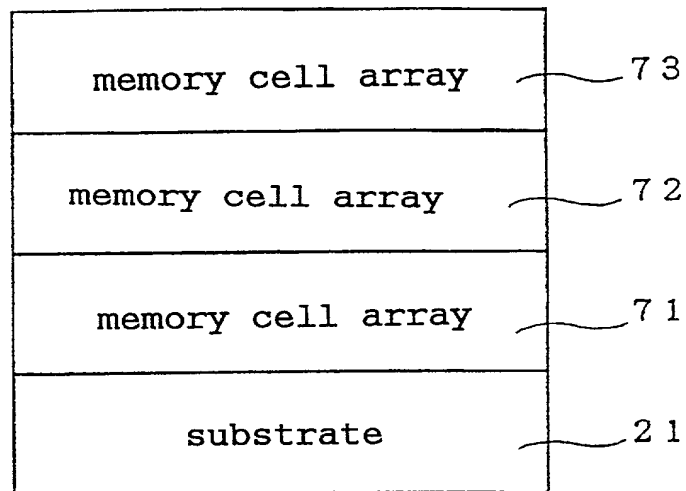 memory cell array 73
memory cell array 72
memory cell array 71
substrate 21